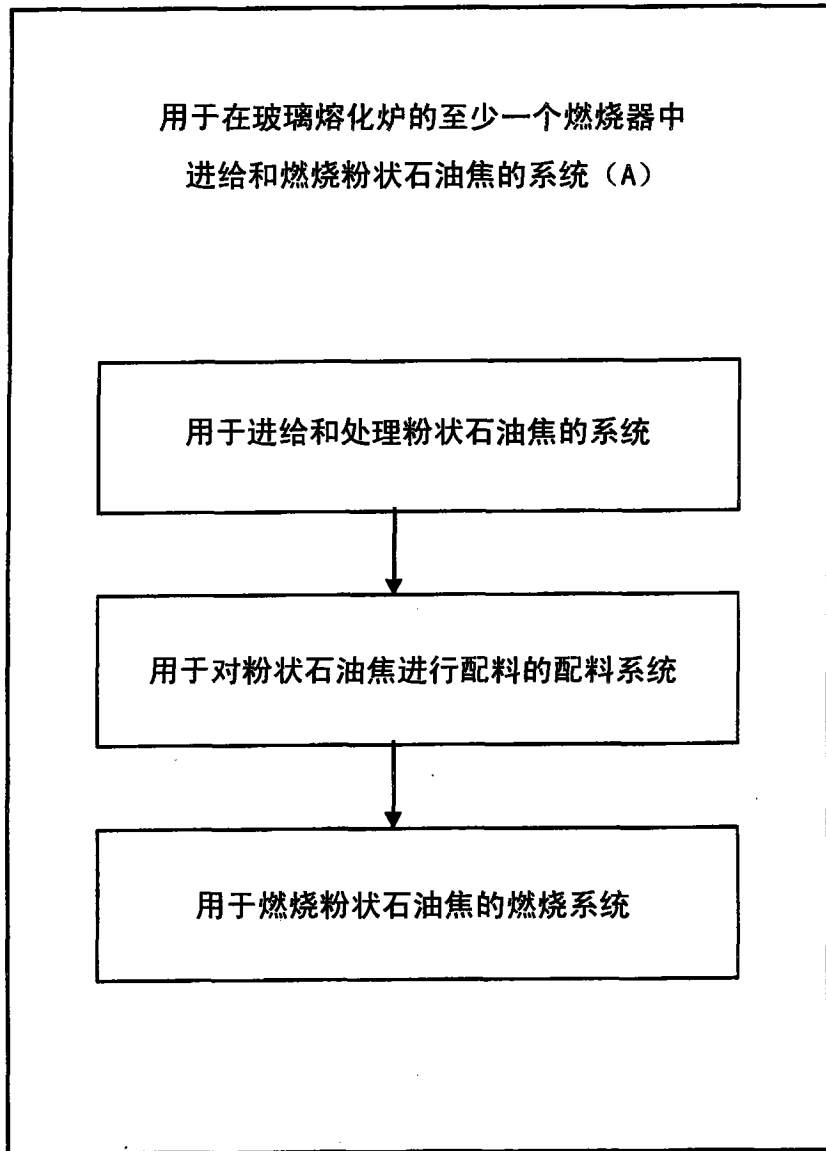 用于在玻璃熔化炉的至少一个燃烧器中
进给和燃烧粉状石油焦的系统（A）
用于进给和处理粉状石油焦的系统
用于对粉状石油焦进行配料的配料系统
用于燃烧粉状石油焦的燃烧系统